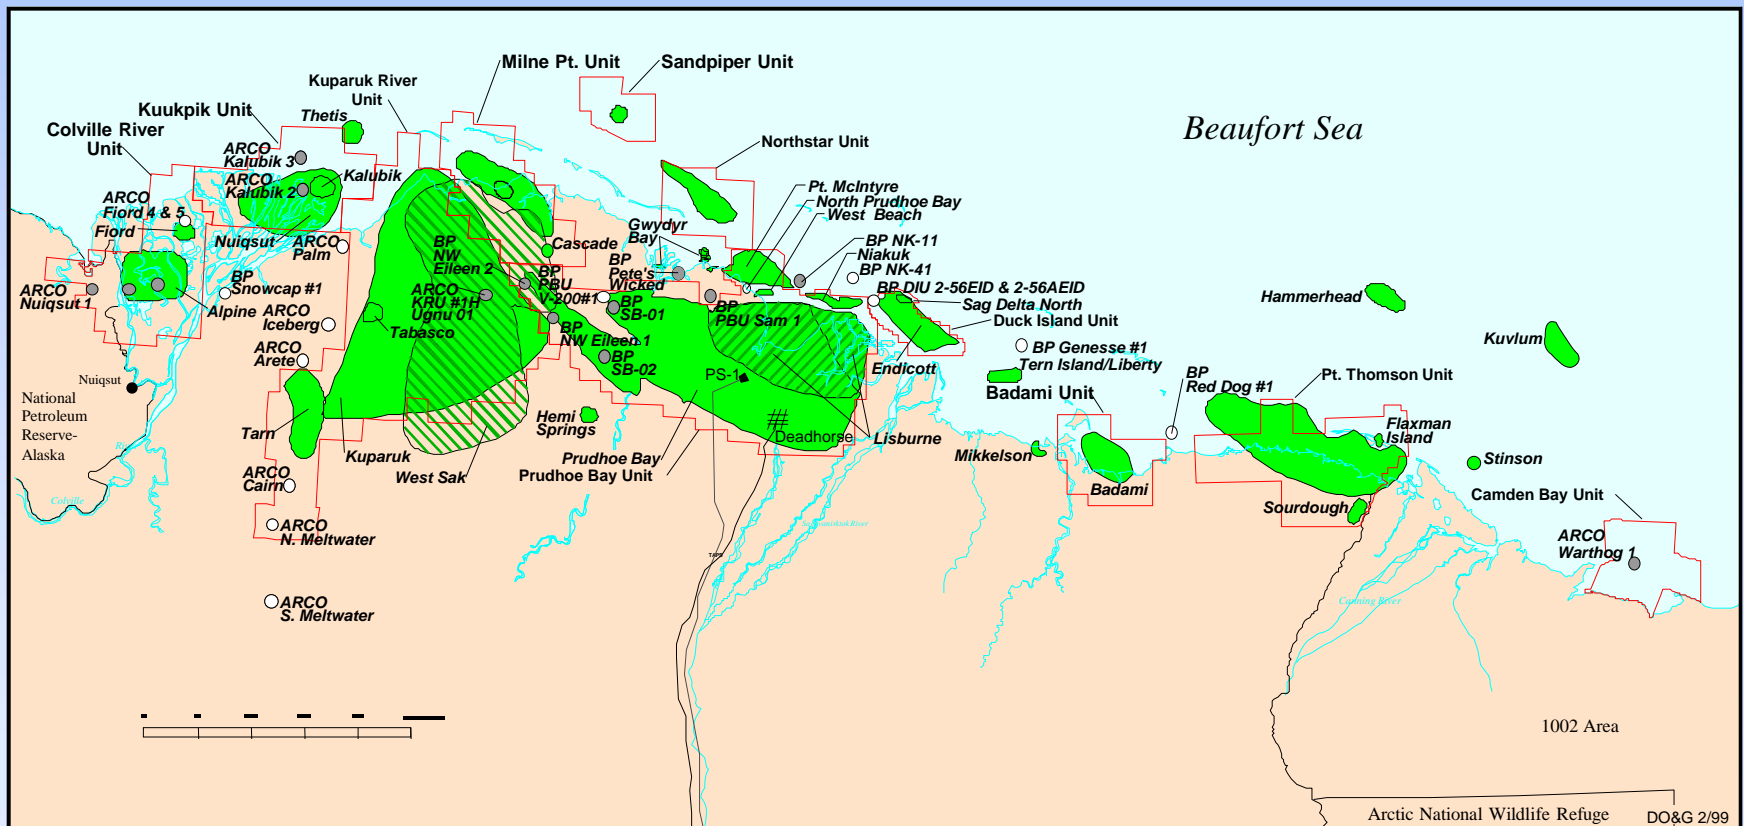 Milne Pt. Unit
Sandpiper Unit
Kuparuk River
Unit
Kuukpik Unit
Thetis
Colville River
Unit
Beaufort Sea
Northstar Unit
ARCO
Kalubik 3
ARCO
Kalubik 2
Kalubik
ARCO
Fiord 4 & 5
Fiord
Nuiqsut
ARCO
Palm
Pt. McIntyre
North Prudhoe Bay
West Beach
Gwydyr
Bay
BP NK-11
Niakuk
BP NK-41
BP DIU 2-56EID & 2-56AEID
Sag Delta North
Duck Island Unit
BP
NW
Eileen 2
Cascade
BP
Pete's
Wicked
BP
PBU
V-200#1
ARCO
Nuiqsut 1
BP
Snowcap #1
Alpine
ARCO
KRU #1H
Ugnu 01
BP
SB-01
BP
PBU Sam 1
Hammerhead
ARCO
Iceberg
Tabasco
BP
NW Eileen 1
Kuvlum
ARCO
Arete
BP
SB-02
BP Genesse #1
Tern Island/Liberty
Endicott
PS-1
BP
Red Dog #1
Pt. Thomson Unit
Nuiqsut
National
Petroleum
Reserve-
Alaska
Badami Unit
Hemi
Springs
Deadhorse
Lisburne
Flaxman
Island
Tarn
Kuparuk
West Sak
Prudhoe Bay
Prudhoe Bay Unit
Mikkelson
Stinson
ARCO
Cairn
Badami
Sourdough
Camden Bay Unit
Colville
ARCO
N. Meltwater
ARCO
Warthog 1
TAPS
ARCO
S. Meltwater
Canning River
1002 Area
Arctic National Wildlife Refuge
DO&G 2/99